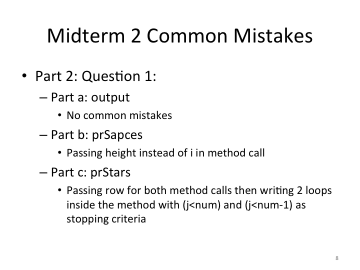 Midterm 2 Common Mistakes
• Part 2: Question 1:
– Part a: output
• No common mistakes
– Part b: prSapces
• Passing height instead of i in method call
– Part c: prStars
• Passing row for both method calls then writing 2 loops
inside the method with (j<num) and (j<num-1) as
stopping criteria
8